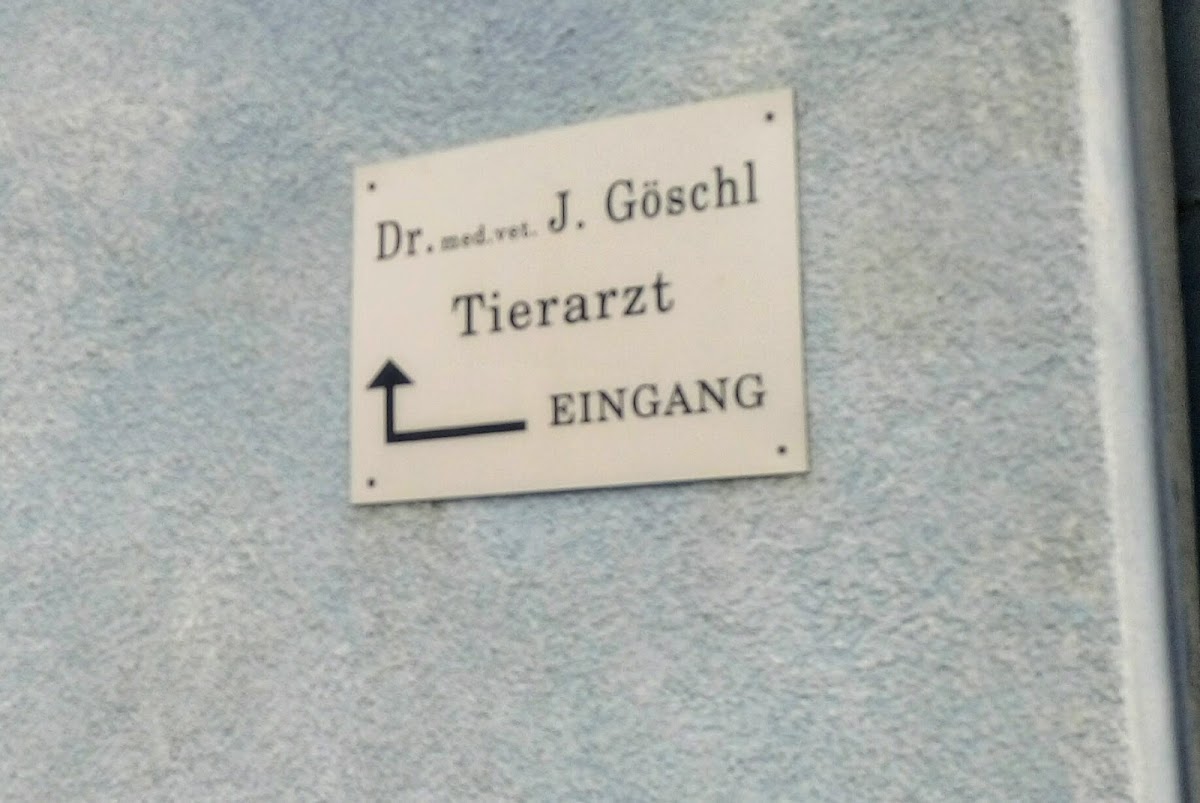 Dr. med. vet. J. Göschl
Tierarzt
EINGANG